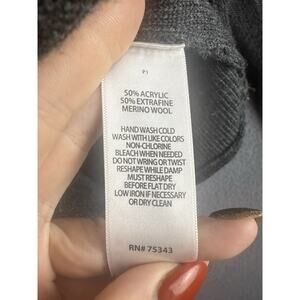 P1
50% ACRYLIC
50% EXTRAFINE
MERINO WOOL
HAND WASH COLD
WASH WITH LIKE COLORS
NON-CHLORINE
BLEACH WHEN NEEDED
DO NOT WRING OR TWIST
RESHAPE WHILE DAMP
MUST RESHAPE
BEFORE FLAT DRY
LOW IRON IF NECESSARY
OR DRY CLEAN
RN# 75343